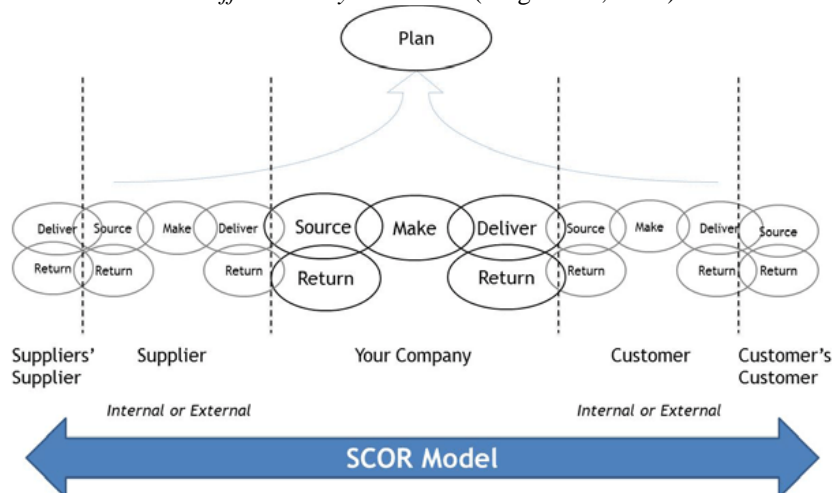 Plan
Deliver Source Make Deliver Source Make Deliver Source Make Deliver Source
Return Return Return Return Return Return Return Return
Suppliers' Supplier Your Company Customer Customer's
Supplier Customer
Internal or External Internal or External
SCOR Model